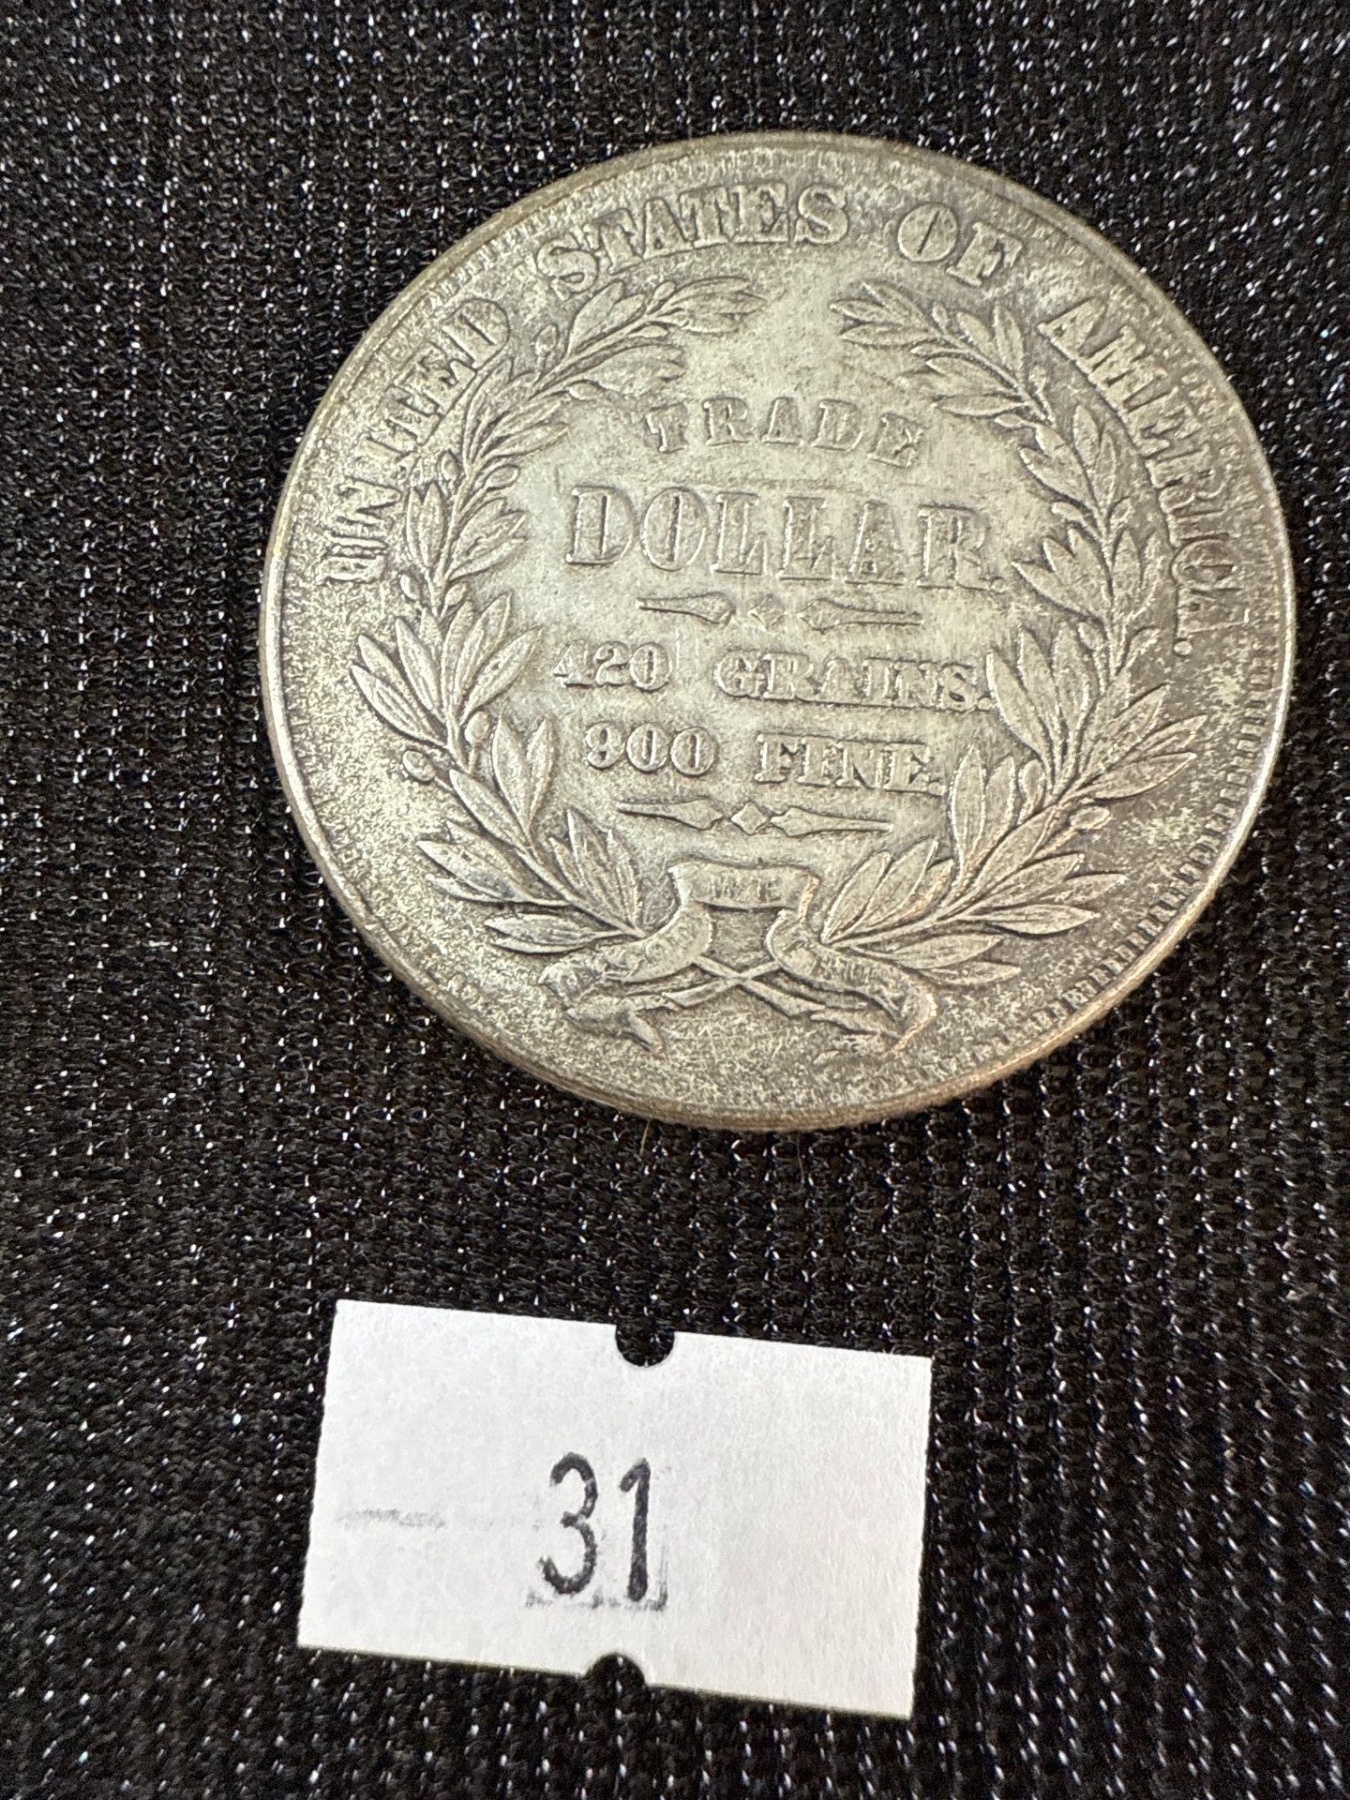 UNITED STATES OF AMERICA.
TRADE
DOLLAR
420 GRAINS.
900 FINE.
31